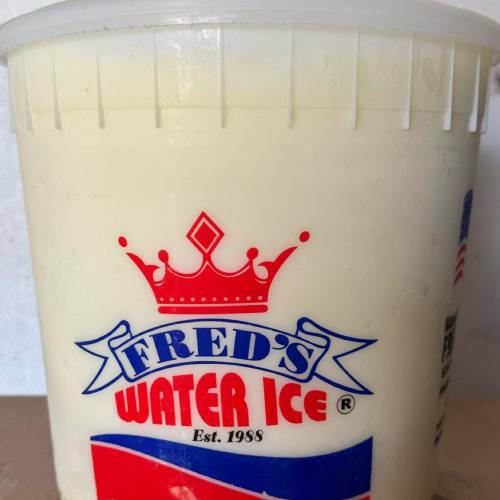 FRED'S
WATER ICE ®
Est. 1988